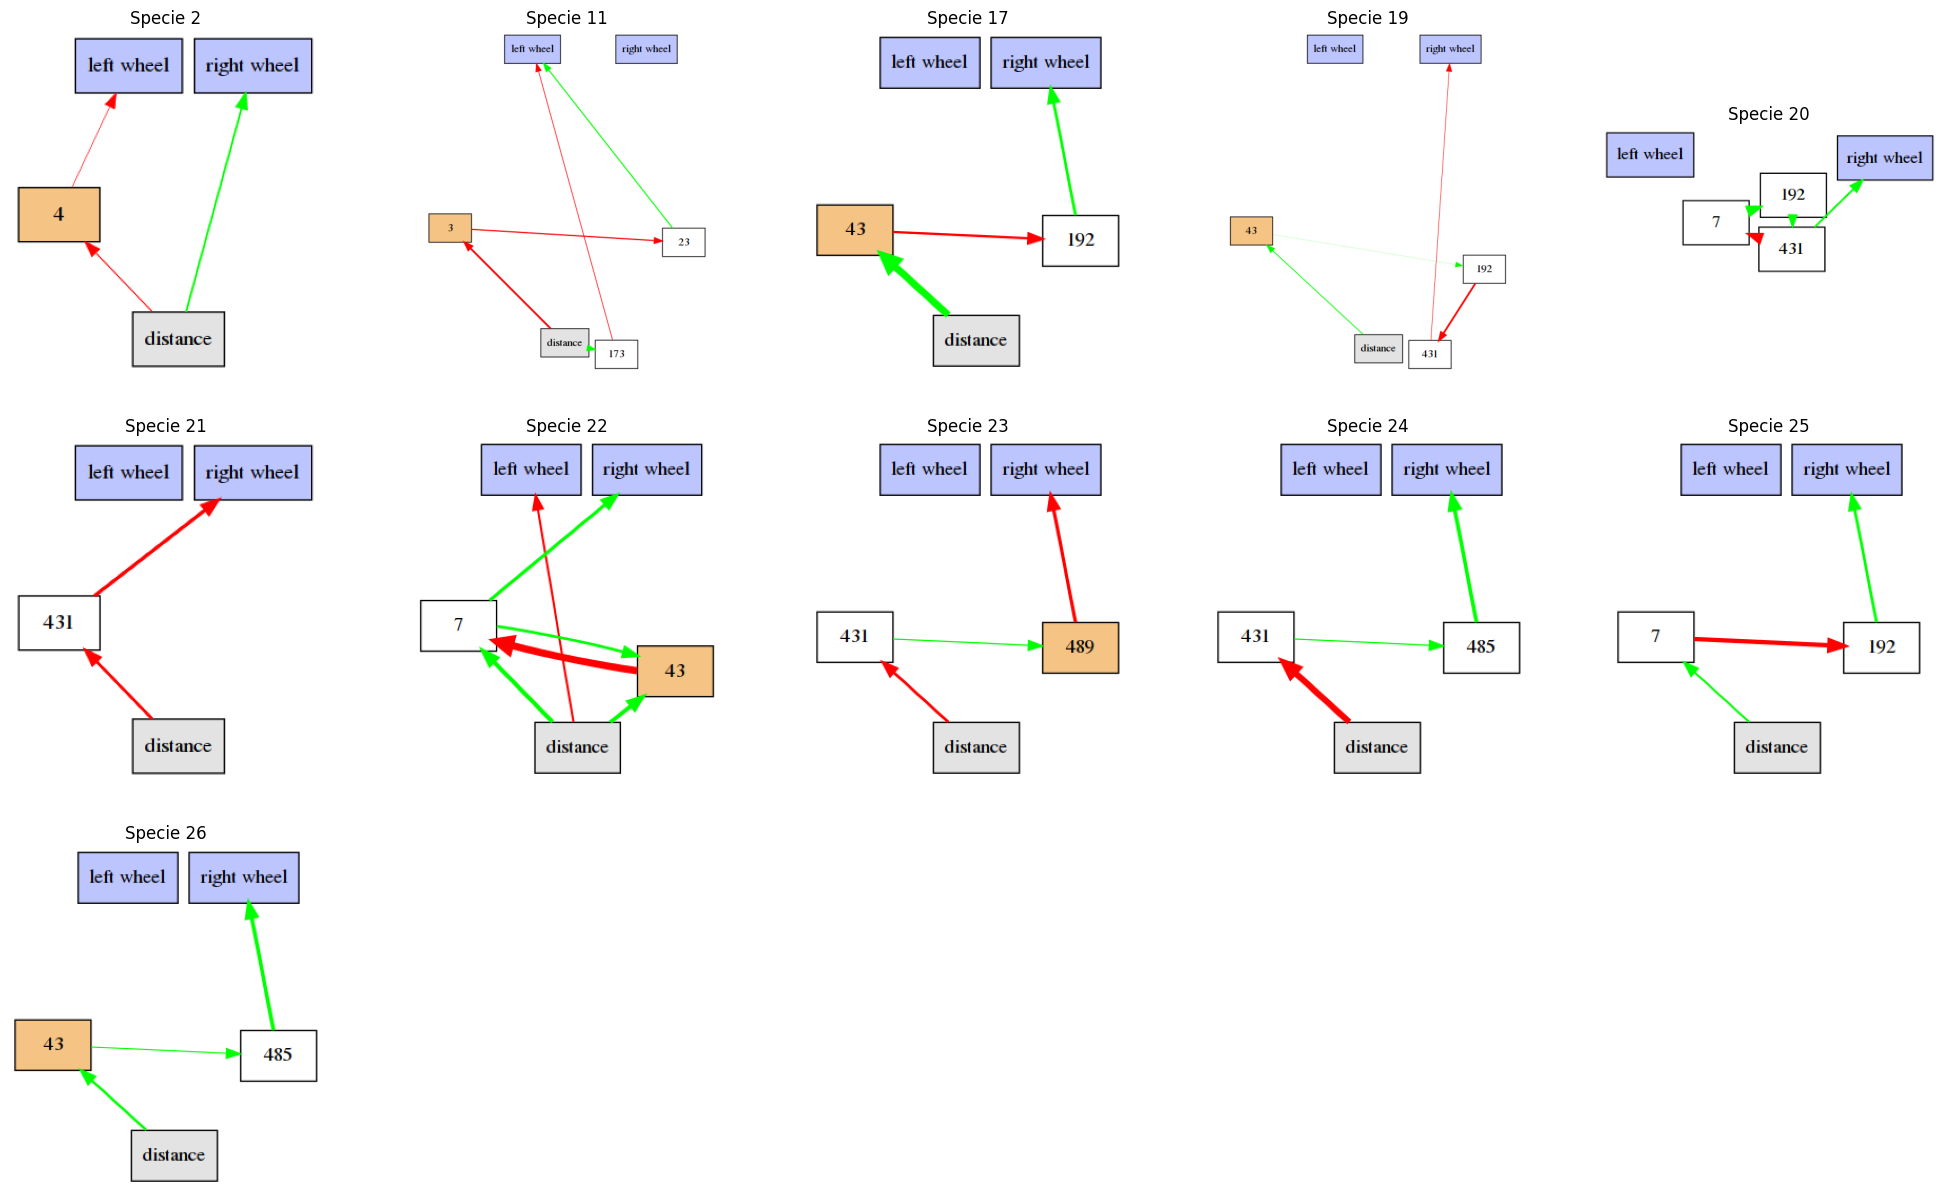 Specie 2
left wheel
right wheel
4
distance
Specie 11
left wheel
right wheel
3
23
distance
173
Specie 17
left wheel
right wheel
43
192
distance
Specie 19
left wheel
right wheel
43
192
distance
431
Specie 20
left wheel
right wheel
192
7
431
Specie 21
left wheel
right wheel
431
distance
Specie 22
left wheel
right wheel
7
43
distance
Specie 23
left wheel
right wheel
431
489
distance
Specie 24
left wheel
right wheel
431
485
distance
Specie 25
left wheel
right wheel
7
192
distance
Specie 26
left wheel
right wheel
43
485
distance